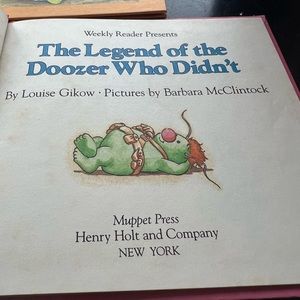 Weekly Reader Presents
The Legend of the
Doozer Who Didn't
By Louise Gikow · Pictures by Barbara McClintock
Muppet Press
Henry Holt and Company
NEW YORK